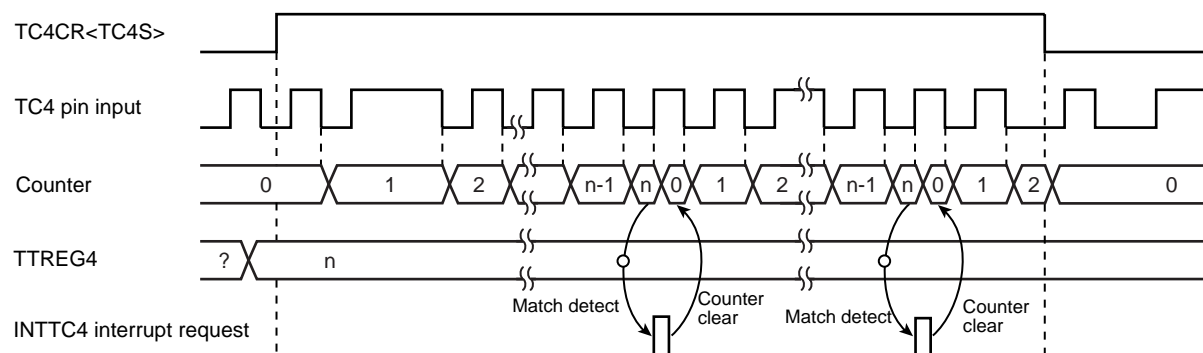 TC4CR<TC4S>
TC4 pin input
Counter 0 1 2 n-1 n 0 1 2 n-1 n 0 1 2 0
TTREG4 ? n
Match detect Counter clear Match detect Counter clear
INTTC4 interrupt request